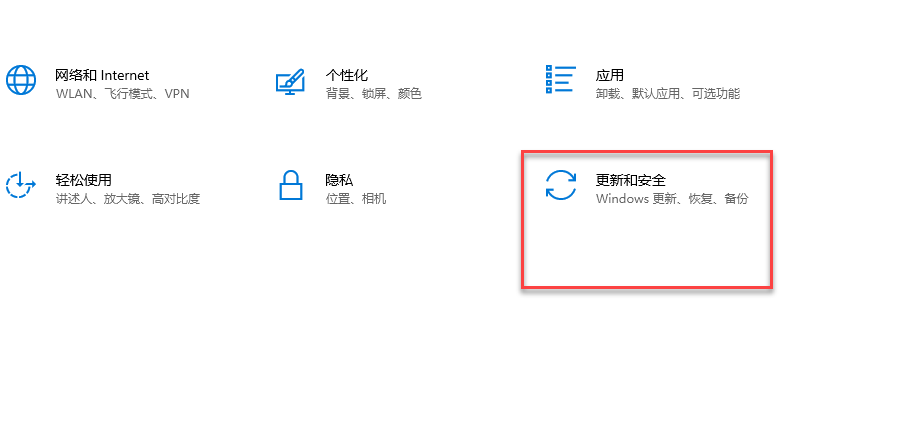 网络和 Internet
WLAN、飞行模式、VPN
个性化
背景、锁屏、颜色
应用
卸载、默认应用、可选功能
轻松使用
讲述人、放大镜、高对比度
隐私
位置、相机
更新和安全
Windows 更新、恢复、备份